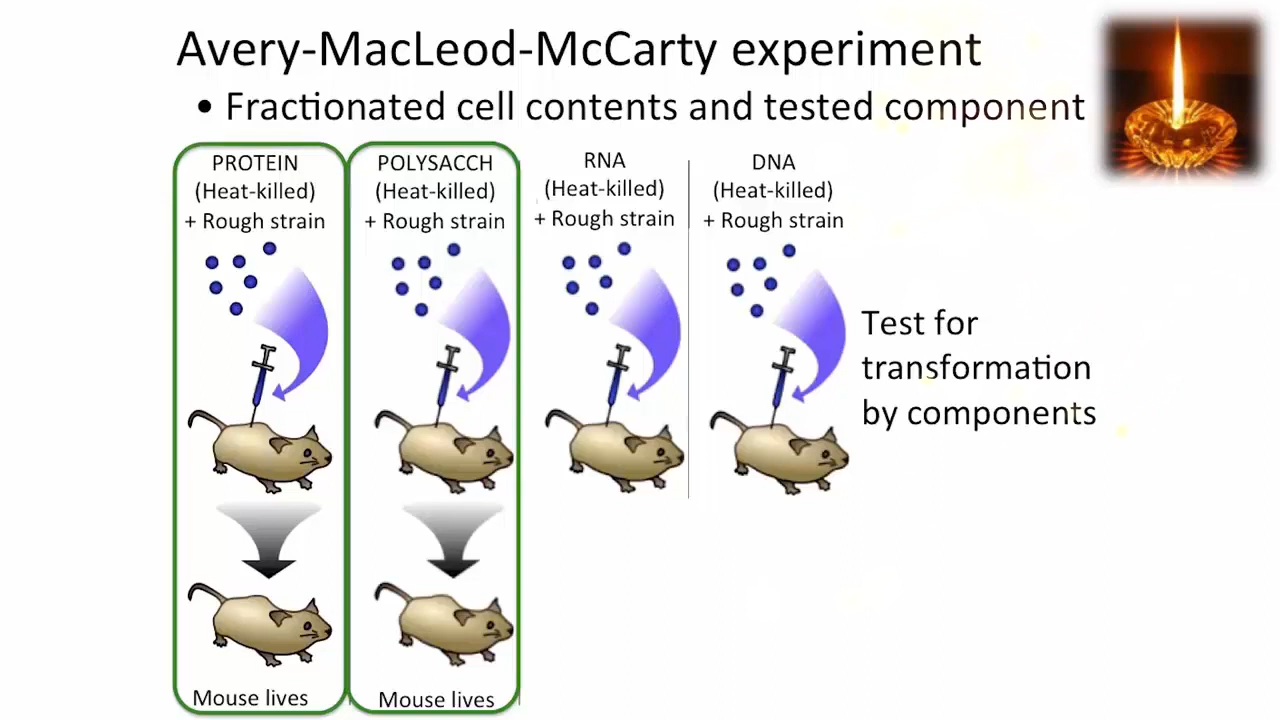 Avery-MacLeod-McCarty experiment
• Fractionated cell contents and tested component
PROTEIN
(Heat-killed)
+ Rough strain
POLYSACCH
(Heat-killed)
+ Rough strain
RNA
(Heat-killed)
+ Rough strain
DNA
(Heat-killed)
+ Rough strain
Test for
transformation
by components
Mouse lives
Mouse lives